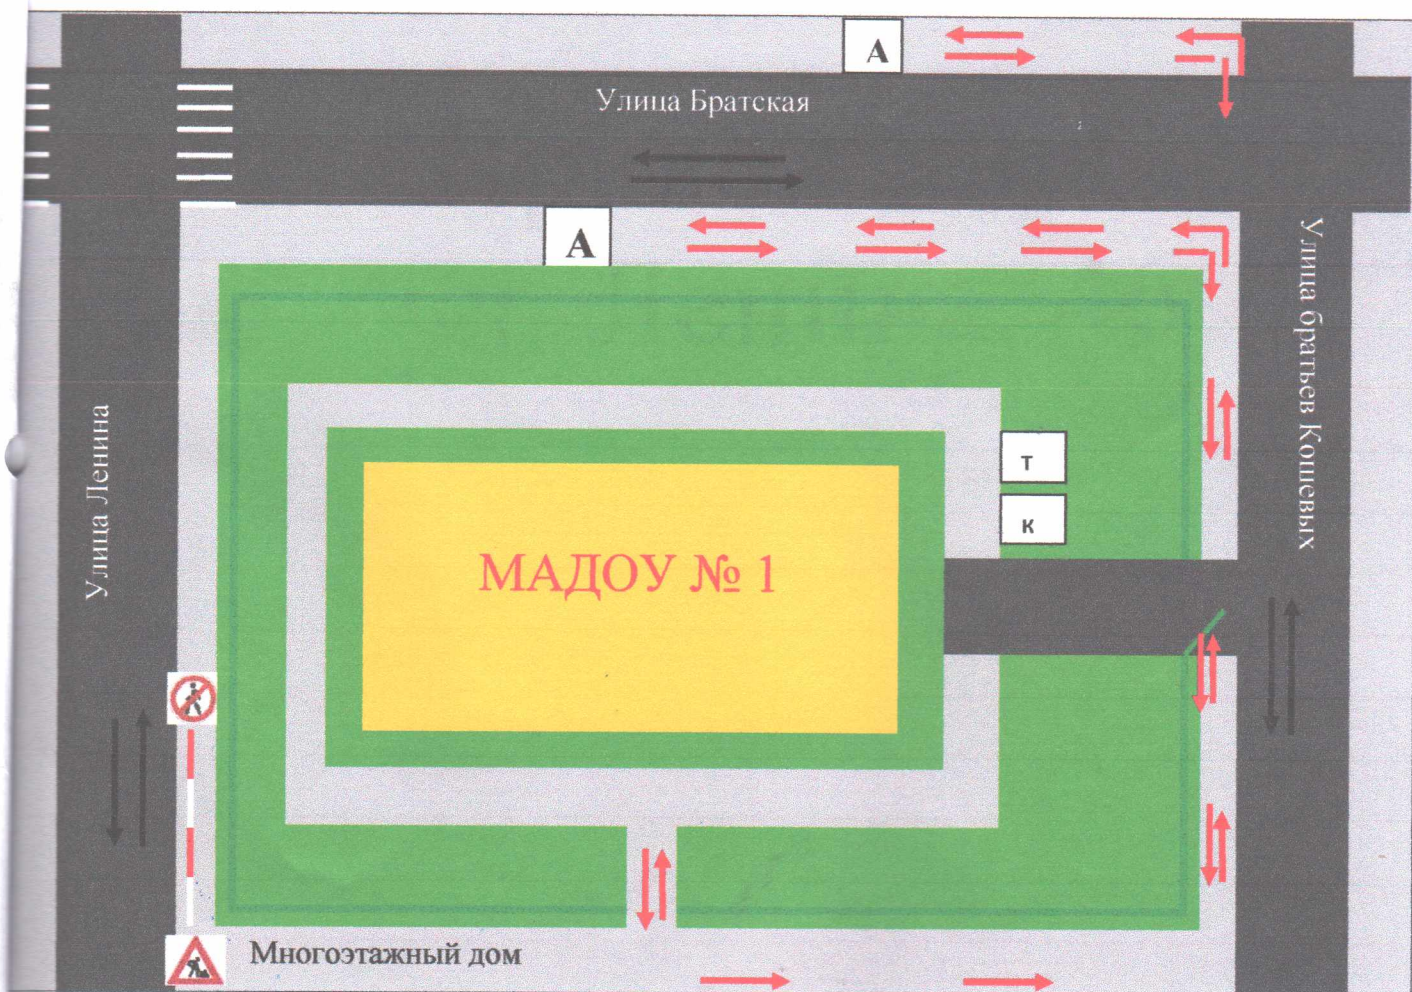 А
Улица Братская
А
Улица братьев Кошевых
Улица Ленина
т
к
МАДОУ № 1
Многоэтажный дом